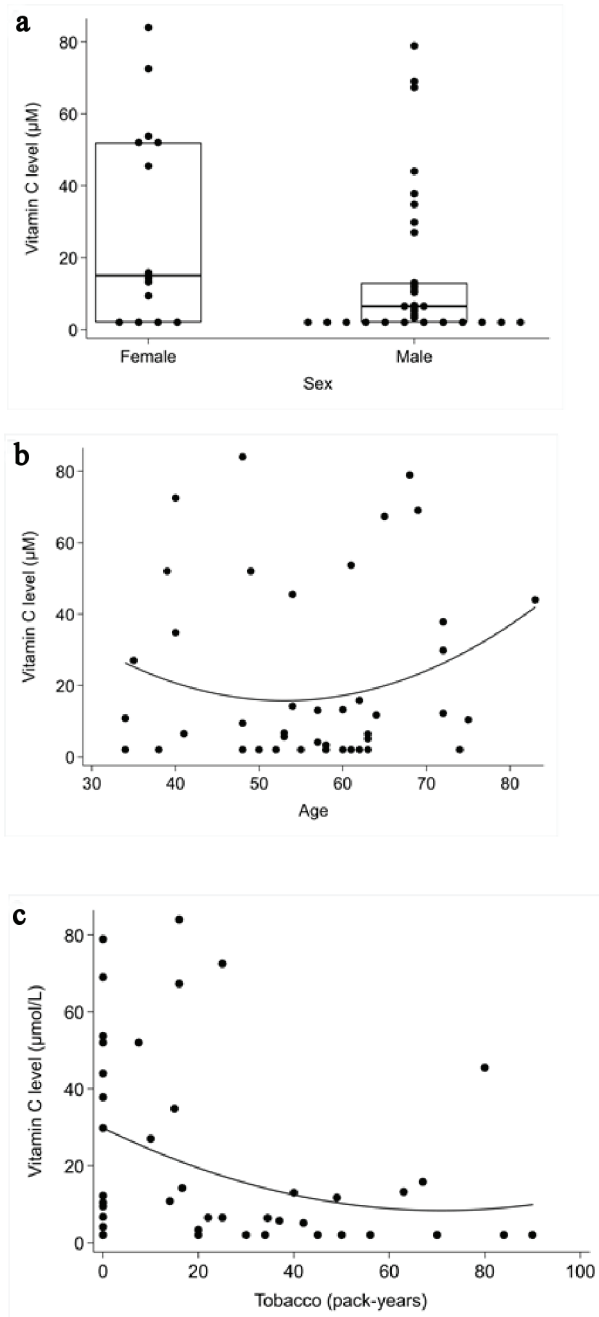 a
Vitamin C level (μM)
80
60
40
20
0
Female
Male
Sex
b
Vitamin C level (μM)
80
60
40
20
0
30
40
50
60
70
80
Age
c
Vitamin C level (μmol/L)
80
60
40
20
0
0
20
40
60
80
100
Tobacco (pack-years)